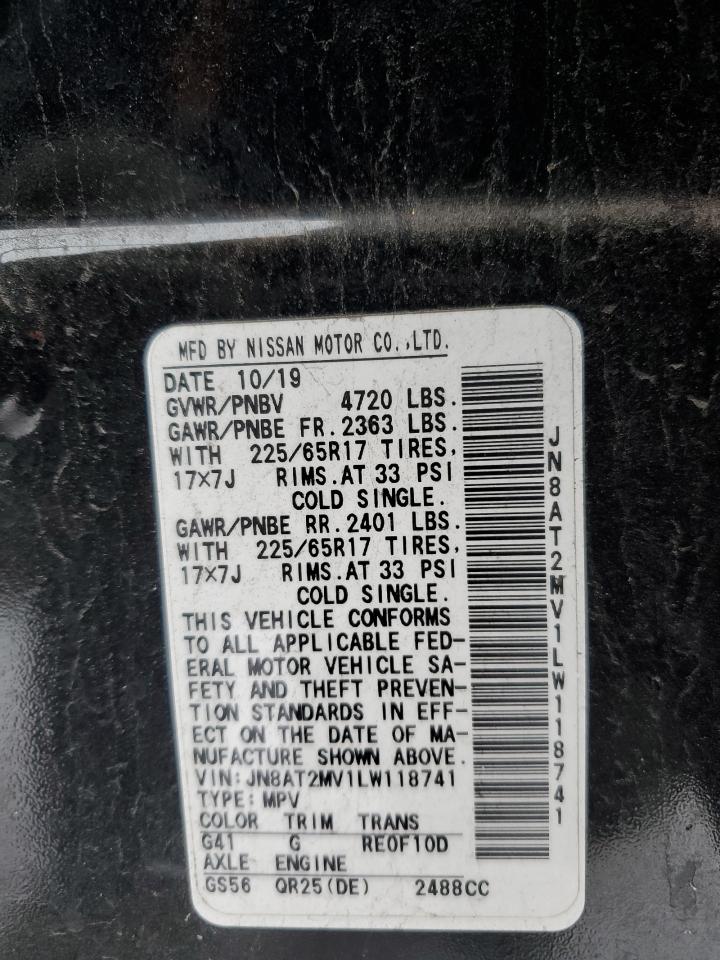 MFD BY NISSAN MOTOR CO.,LTD.
DATE 10/19
GVWR/PNBV 4720 LBS.
GAWR/PNBE FR.2363 LBS.
WITH 225/65R17 TIRES,
17×7J RIMS.AT 33 PSI
COLD SINGLE.
GAWR/PNBE RR.2401 LBS.
WITH 225/65R17 TIRES,
17×7J RIMS.AT 33 PSI
COLD SINGLE.
THIS VEHICLE CONFORMS
TO ALL APPLICABLE FED-
ERAL MOTOR VEHICLE SA-
FETY AND THEFT PREVEN-
TION STANDARDS IN EFF-
ECT ON THE DATE OF MA-
NUFACTURE SHOWN ABOVE.
VIN:JN8AT2MV1LW118741
TYPE:MPV
COLOR TRIM TRANS
G41 G RE0F10D
AXLE ENGINE
GS56 QR25(DE) 2488CC
JN8AT2MV1LW118741